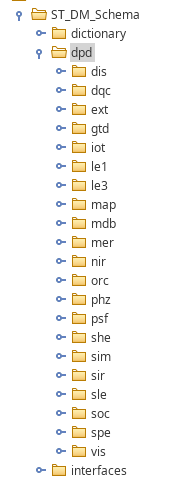 ST_DM_Schema
dictionary
dpd
dis
dqc
ext
gtd
iot
le1
le3
map
mdb
mer
nir
orc
phz
psf
she
sim
sir
sle
soc
spe
vis
interfaces